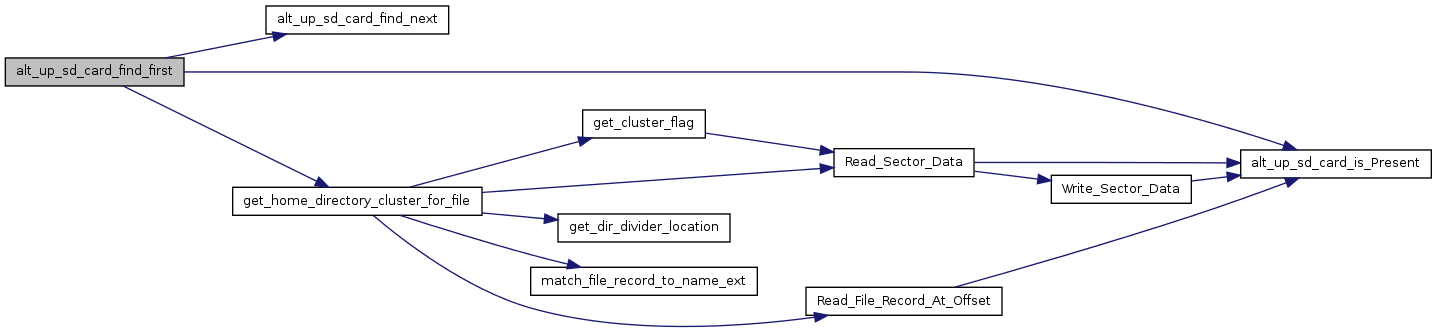 alt_up_sd_card_find_next
alt_up_sd_card_find_first
get_cluster_flag
Read_Sector_Data
alt_up_sd_card_is_Present
Write_Sector_Data
get_home_directory_cluster_for_file
get_dir_divider_location
match_file_record_to_name_ext
Read_File_Record_At_Offset